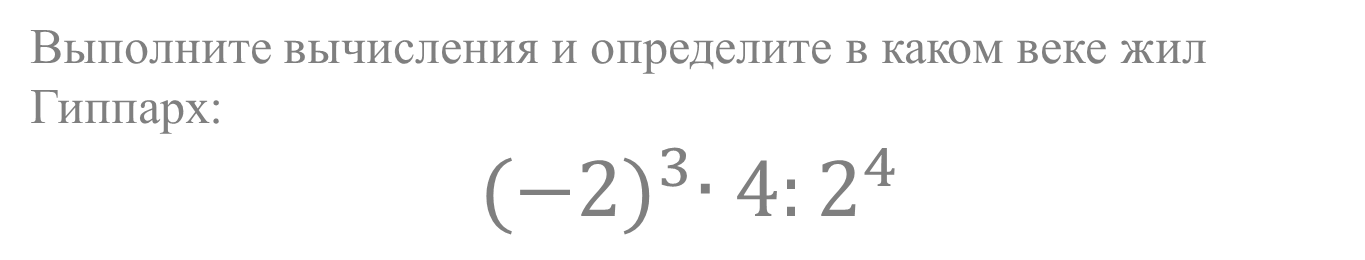 Выполните вычисления и определите в каком веке жил
Гиппарх:
(−2)³· 4: 2⁴